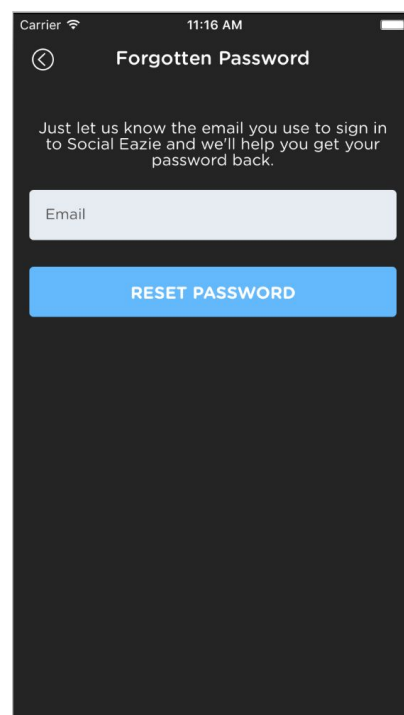 Carrier 11:16 AM
Forgotten Password
Just let us know the email you use to sign in
to Social Eazie and we'll help you get your
password back.
Email
RESET PASSWORD